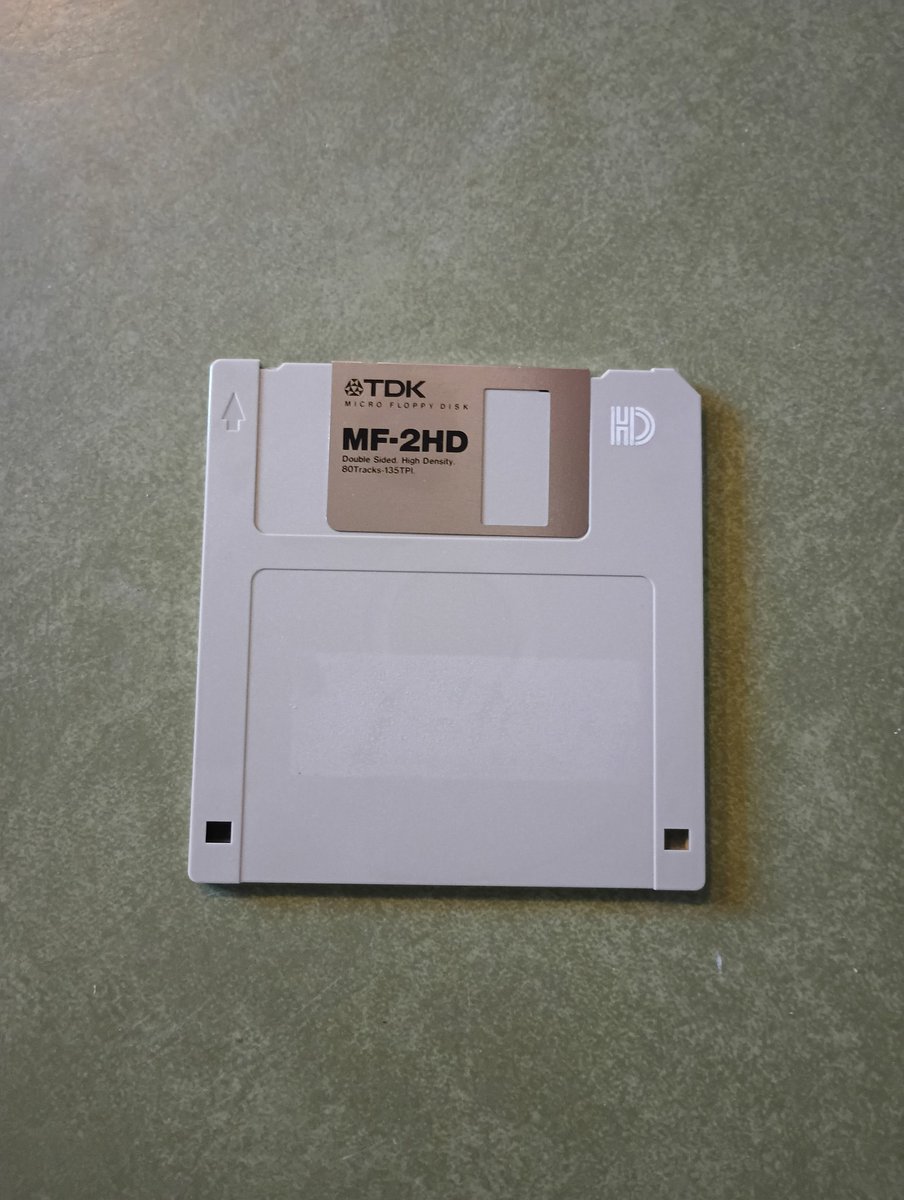 TDK
MICRO FLOPPY DISK
MF-2HD
Double Sided. High Density.
80Tracks-135TPI.
HD